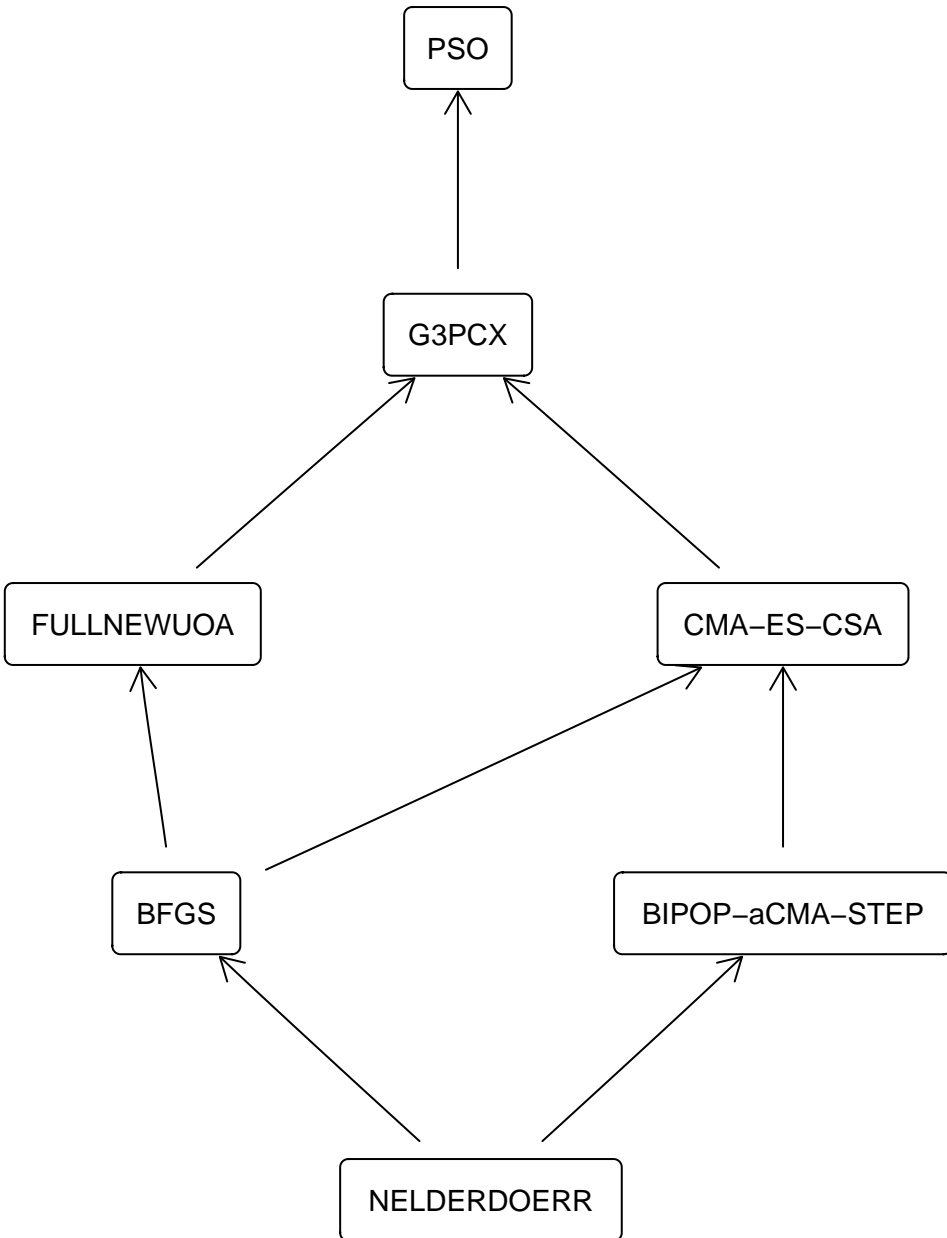 PSO
G3PCX
FULLNEWUOA
CMA–ES–CSA
BFGS
BIPOP–aCMA–STEP
NELDERDOERR